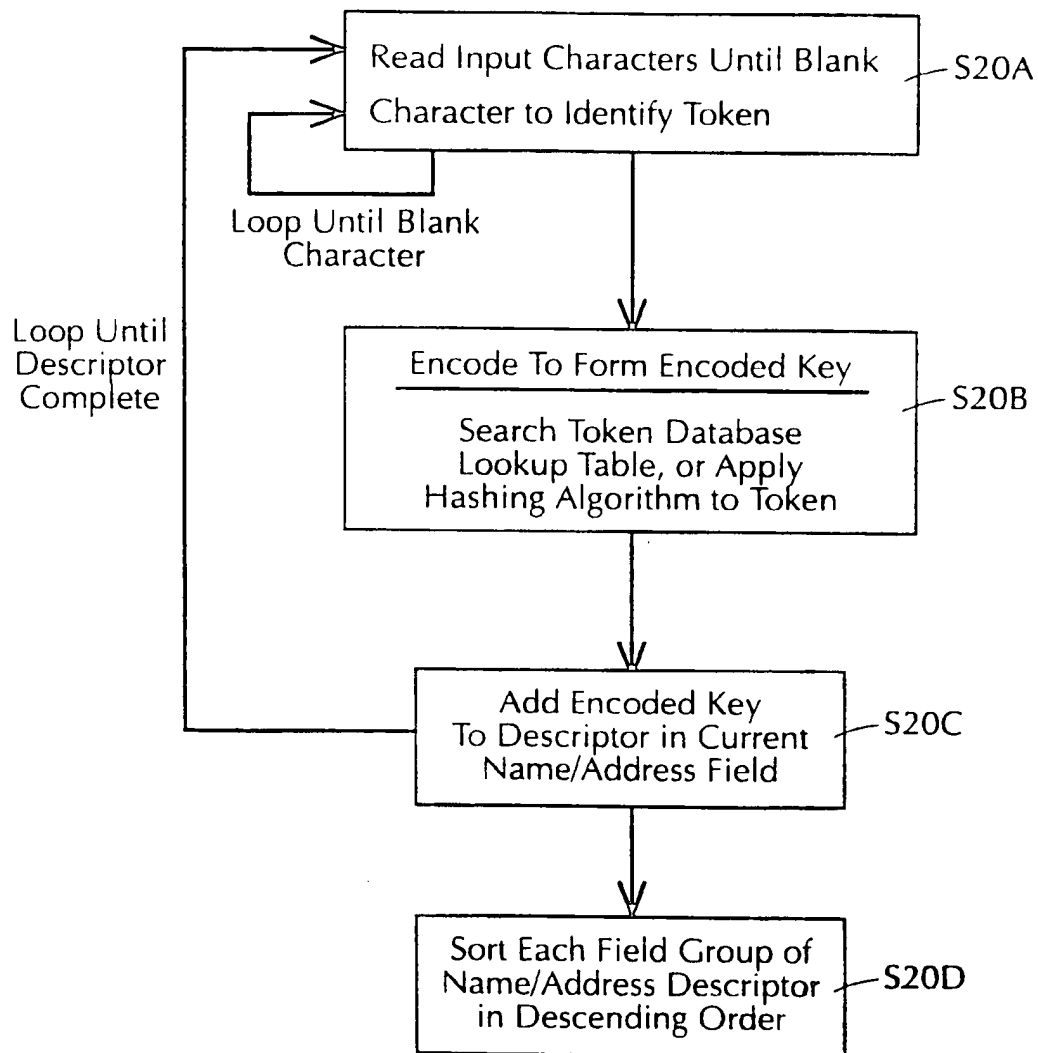 Read Input Characters Until Blank
Character to Identify Token
S20A
Loop Until Blank
Character
Loop Until
Descriptor
Complete
Encode To Form Encoded Key
Search Token Database
Lookup Table, or Apply
Hashing Algorithm to Token
S20B
Add Encoded Key
To Descriptor in Current
Name/Address Field
S20C
Sort Each Field Group of
Name/Address Descriptor
in Descending Order
S20D